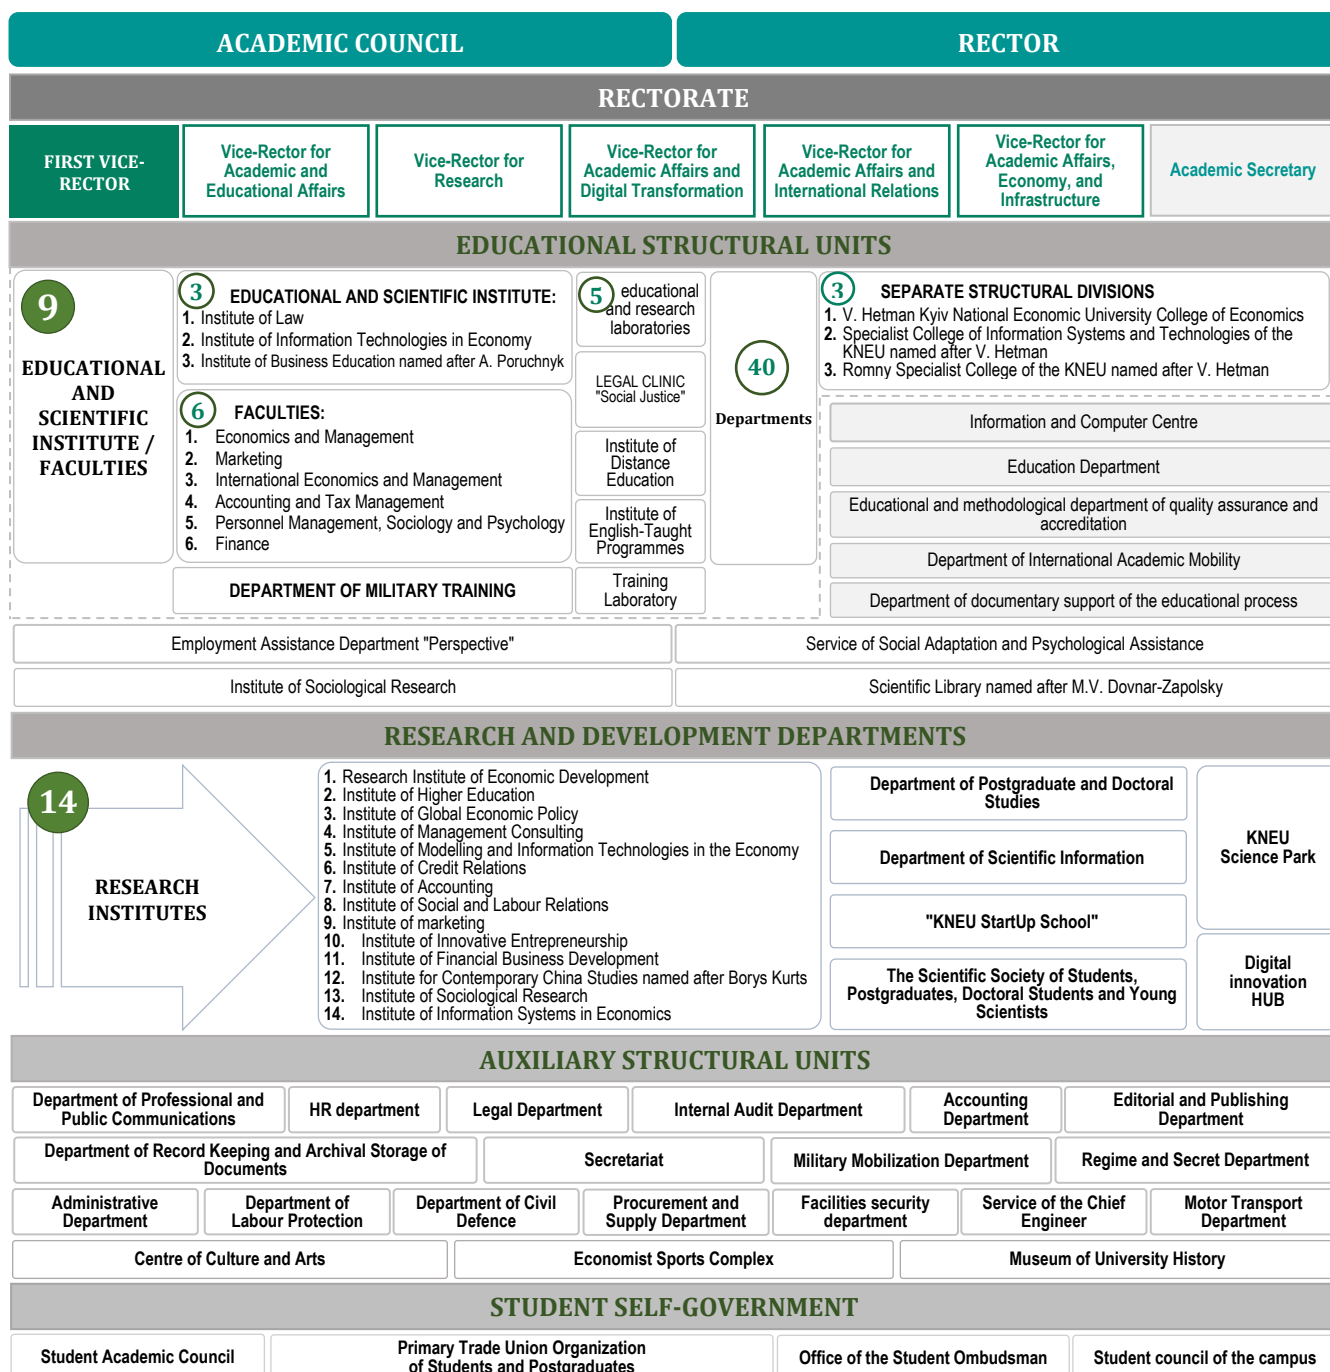 ACADEMIC COUNCIL
RECTOR
RECTORATE
FIRST VICE-
RECTOR
Vice-Rector for
Academic and
Educational Affairs
Vice-Rector for
Research
Vice-Rector for
Academic Affairs and
Digital Transformation
Vice-Rector for
Academic Affairs and
International Relations
Vice-Rector for
Academic Affairs,
Economy, and
Infrastructure
Academic Secretary
EDUCATIONAL STRUCTURAL UNITS
9
EDUCATIONAL
AND
SCIENTIFIC
INSTITUTE /
FACULTIES
3 EDUCATIONAL AND SCIENTIFIC INSTITUTE:
1. Institute of Law
2. Institute of Information Technologies in Economy
3. Institute of Business Education named after A. Poruchnyk
6 FACULTIES:
1. Economics and Management
2. Marketing
3. International Economics and Management
4. Accounting and Tax Management
5. Personnel Management, Sociology and Psychology
6. Finance
DEPARTMENT OF MILITARY TRAINING
5 educational
and research
laboratories
LEGAL CLINIC
"Social Justice"
Institute of
Distance
Education
Institute of
English-Taught
Programmes
Training
Laboratory
40
Departments
3 SEPARATE STRUCTURAL DIVISIONS
1. V. Hetman Kyiv National Economic University College of Economics
2. Specialist College of Information Systems and Technologies of the
KNEU named after V. Hetman
3. Romny Specialist College of the KNEU named after V. Hetman
Information and Computer Centre
Education Department
Educational and methodological department of quality assurance and
accreditation
Department of International Academic Mobility
Department of documentary support of the educational process
Employment Assistance Department "Perspective"
Service of Social Adaptation and Psychological Assistance
Institute of Sociological Research
Scientific Library named after M.V. Dovnar-Zapolsky
RESEARCH AND DEVELOPMENT DEPARTMENTS
14
RESEARCH
INSTITUTES
1. Research Institute of Economic Development
2. Institute of Higher Education
3. Institute of Global Economic Policy
4. Institute of Management Consulting
5. Institute of Modelling and Information Technologies in the Economy
6. Institute of Credit Relations
7. Institute of Accounting
8. Institute of Social and Labour Relations
9. Institute of marketing
10. Institute of Innovative Entrepreneurship
11. Institute of Financial Business Development
12. Institute for Contemporary China Studies named after Borys Kurts
13. Institute of Sociological Research
14. Institute of Information Systems in Economics
Department of Postgraduate and Doctoral
Studies
Department of Scientific Information
"KNEU StartUp School"
The Scientific Society of Students,
Postgraduates, Doctoral Students and Young
Scientists
KNEU
Science Park
Digital
innovation
HUB
AUXILIARY STRUCTURAL UNITS
Department of Professional and
Public Communications
HR department
Legal Department
Internal Audit Department
Accounting
Department
Editorial and Publishing
Department
Department of Record Keeping and Archival Storage of
Documents
Secretariat
Military Mobilization Department
Regime and Secret Department
Administrative
Department
Department of
Labour Protection
Department of Civil
Defence
Procurement and
Supply Department
Facilities security
department
Service of the Chief
Engineer
Motor Transport
Department
Centre of Culture and Arts
Economist Sports Complex
Museum of University History
STUDENT SELF-GOVERNMENT
Student Academic Council
Primary Trade Union Organization
of Students and Postgraduates
Office of the Student Ombudsman
Student council of the campus